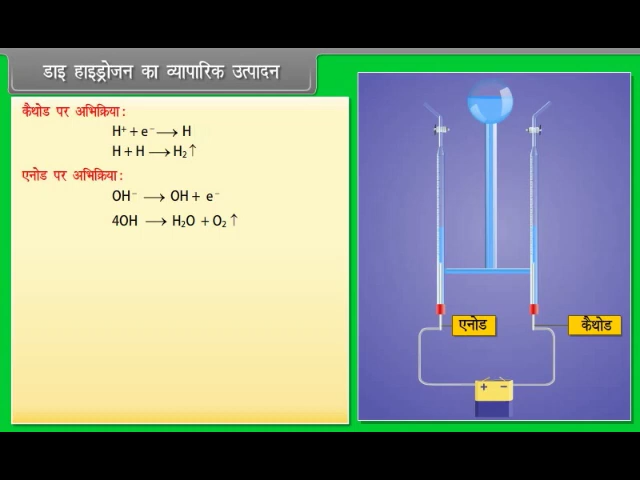 डाइ हाइड्रोजन का व्यापारिक उत्पादन
कैथोड पर अभिक्रिया:
H⁺ + e⁻ ⟶ H
H + H ⟶ H₂ ↑
एनोड पर अभिक्रिया:
OH⁻ ⟶ OH + e⁻
4OH ⟶ H₂O + O₂ ↑
एनोड
कैथोड
+ −